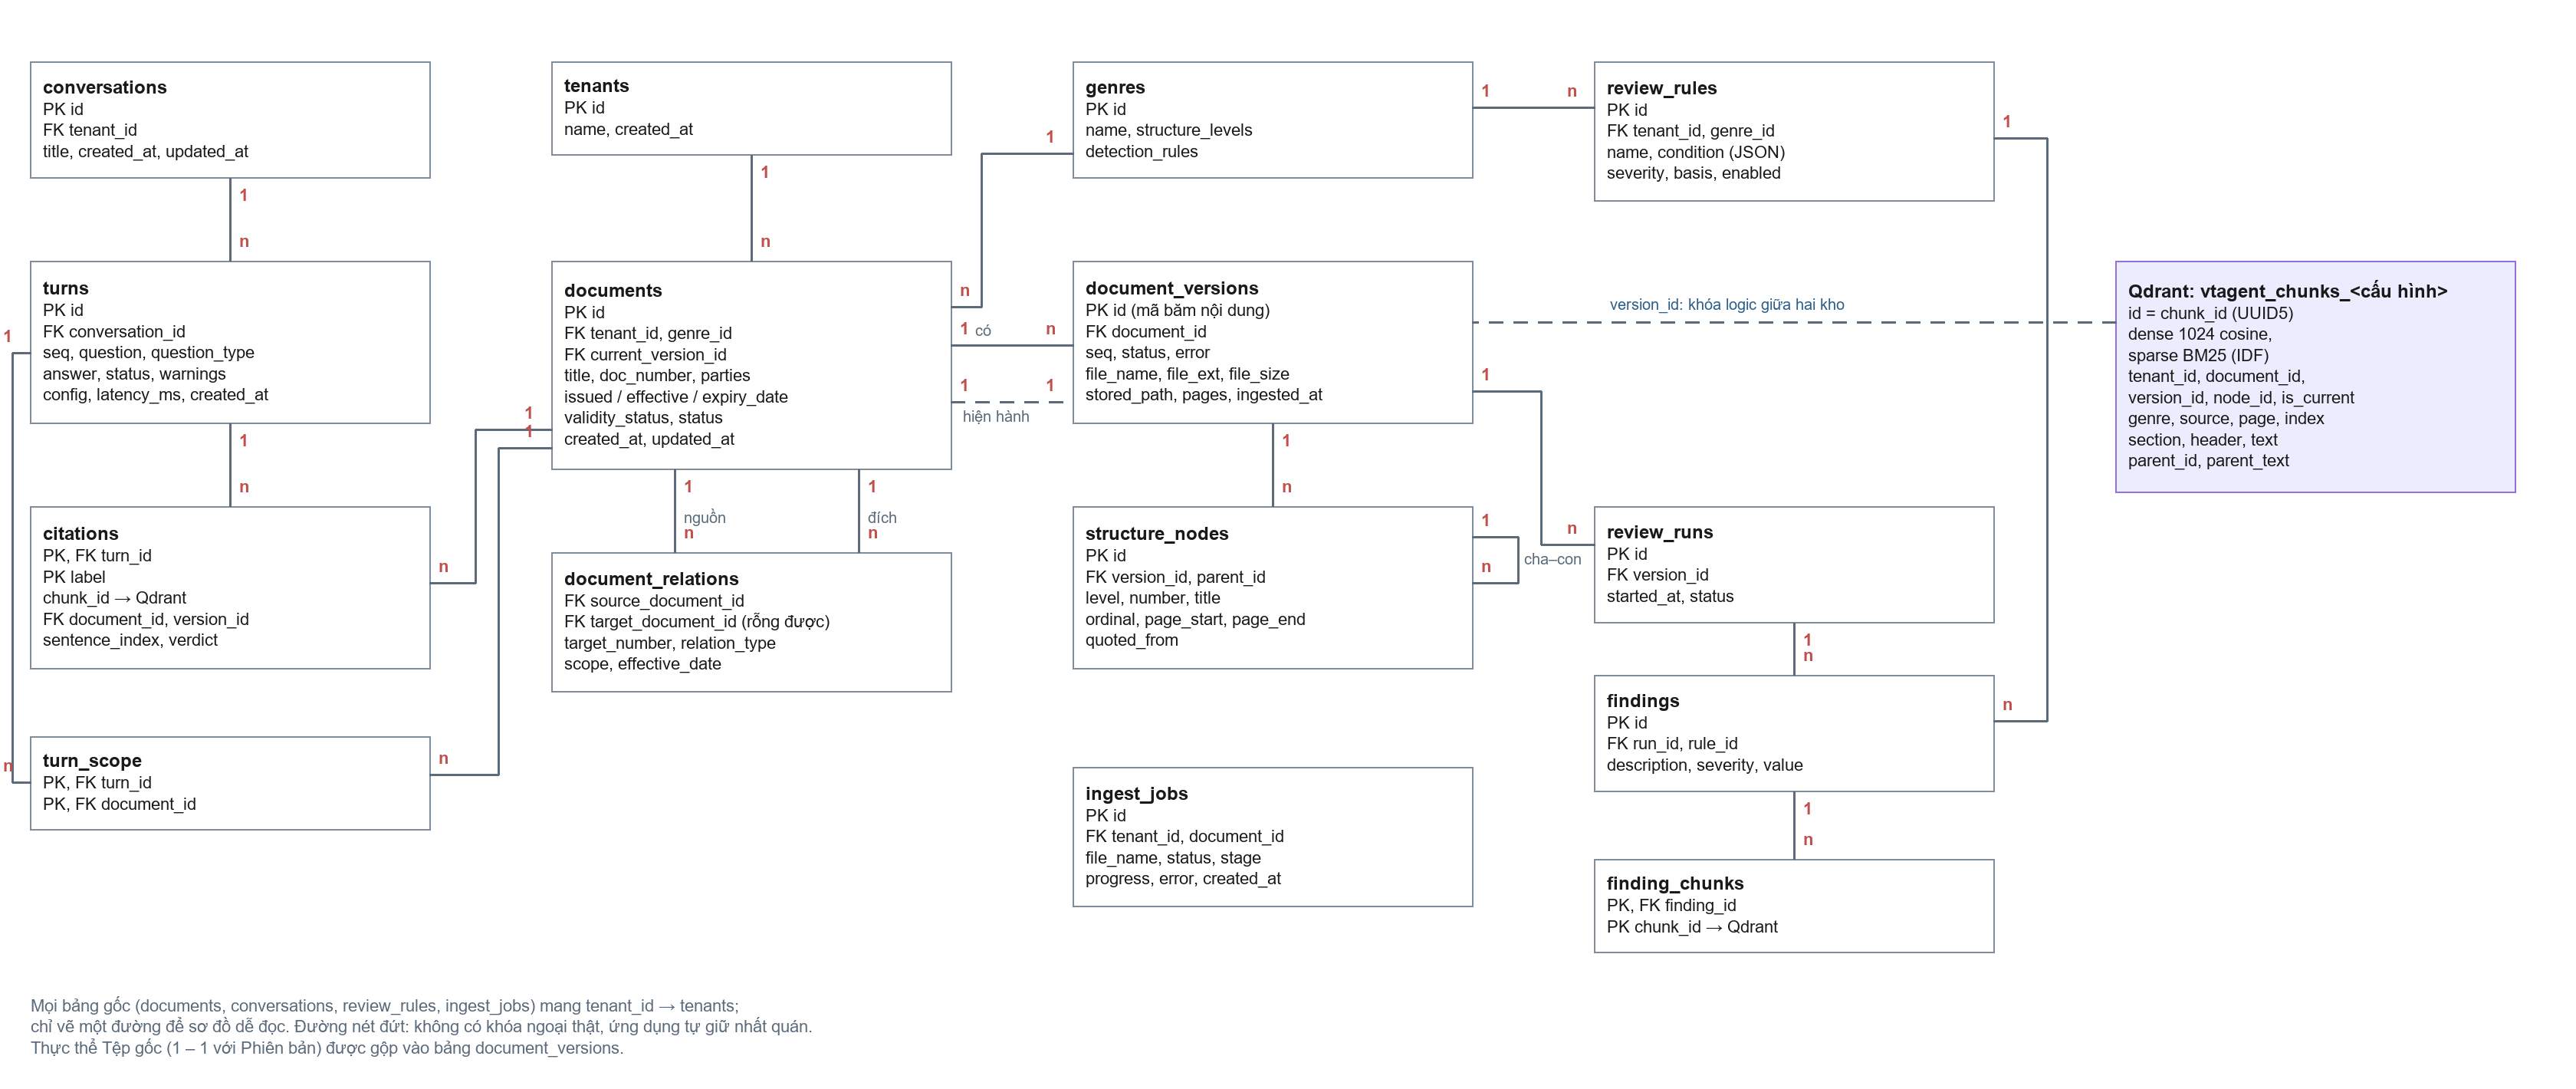 conversations
PK id
FK tenant_id
title, created_at, updated_at
1
n
turns
PK id
FK conversation_id
seq, question, question_type
answer, status, warnings
config, latency_ms, created_at
1
n
1
n
citations
PK, FK turn_id
PK label
chunk_id → Qdrant
FK document_id, version_id
sentence_index, verdict
n
1
turn_scope
PK, FK turn_id
PK, FK document_id
n
1
tenants
PK id
name, created_at
1
n
documents
PK id
FK tenant_id, genre_id
FK current_version_id
title, doc_number, parties
issued / effective / expiry_date
validity_status, status
created_at, updated_at
1
nguồn
n
1
đích
n
document_relations
FK source_document_id
FK target_document_id (rỗng được)
target_number, relation_type
scope, effective_date
genres
PK id
name, structure_levels
detection_rules
1
n
1 có n
1 1
hiện hành
document_versions
PK id (mã băm nội dung)
FK document_id
seq, status, error
file_name, file_ext, file_size
stored_path, pages, ingested_at
1
n
structure_nodes
PK id
FK version_id, parent_id
level, number, title
ordinal, page_start, page_end
quoted_from
1
n
cha–con
ingest_jobs
PK id
FK tenant_id, document_id
file_name, status, stage
progress, error, created_at
1 n
review_rules
PK id
FK tenant_id, genre_id
name, condition (JSON)
severity, basis, enabled
1
n
version_id: khóa logic giữa hai kho
1
n
review_runs
PK id
FK version_id
started_at, status
1
n
findings
PK id
FK run_id, rule_id
description, severity, value
1
n
finding_chunks
PK, FK finding_id
PK chunk_id → Qdrant
Qdrant: vtagent_chunks_<cấu hình>
id = chunk_id (UUID5)
dense 1024 cosine,
sparse BM25 (IDF)
tenant_id, document_id,
version_id, node_id, is_current
genre, source, page, index
section, header, text
parent_id, parent_text
Mọi bảng gốc (documents, conversations, review_rules, ingest_jobs) mang tenant_id → tenants;
chỉ vẽ một đường để sơ đồ dễ đọc. Đường nét đứt: không có khóa ngoại thật, ứng dụng tự giữ nhất quán.
Thực thể Tệp gốc (1 – 1 với Phiên bản) được gộp vào bảng document_versions.